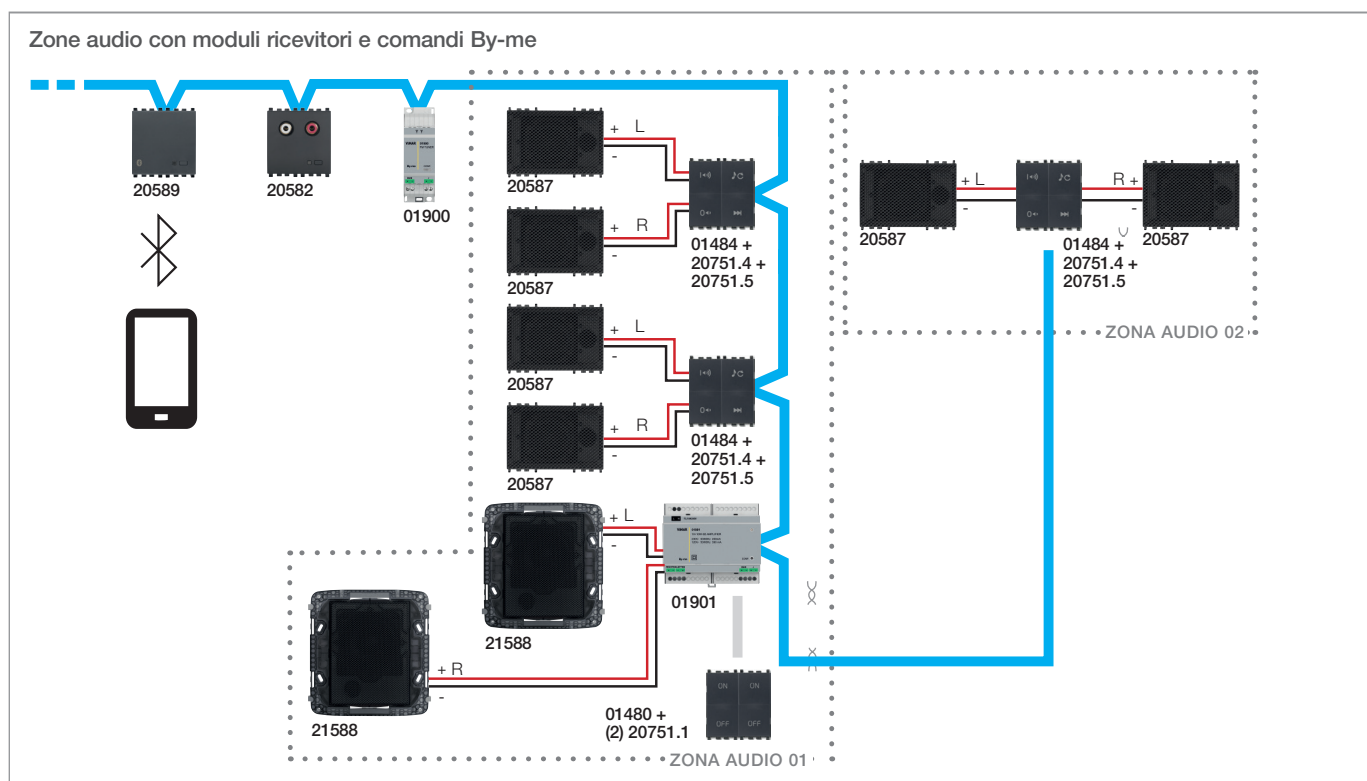 Zone audio con moduli ricevitori e comandi By-me
20589
20582
01900
+ L
-
20587
+ R
-
20587
01484 +
20751.4 +
20751.5
+ L
-
20587
+ R
-
20587
01484 +
20751.4 +
20751.5
+ L
-
21588
01901
+ R
-
21588
ON ON
OFF OFF
01480 +
(2) 20751.1
ZONA AUDIO 01
+ L
-
20587
R +
-
20587
01484 +
20751.4 +
20751.5
ZONA AUDIO 02